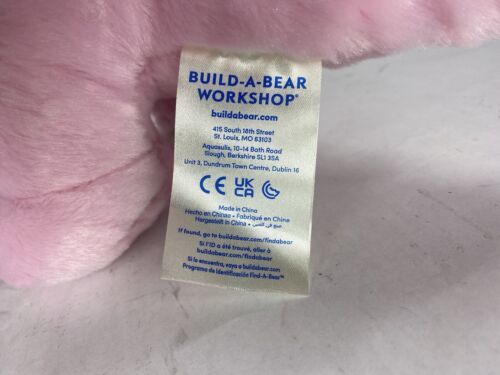 BUILD-A-BEAR
WORKSHOP®
buildabear.com
415 South 18th Street
St. Louis, MO 63103
Aquasulis, 10-14 Bath Road
Slough, Berkshire SL1 3SA
Unit 3, Dundrum Town Centre, Dublin 16
CE UK CA
Made in China
Hecho en China • Fabriqué en Chine
Hergestellt in China • صنع في الصين
If found, go to buildabear.com/findabear
Si l'ID a été trouvé, aller à
buildabear.com/findabear
Si lo encuentra, vaya a buildabear.com
Programa de identificación Find-A-Bear™